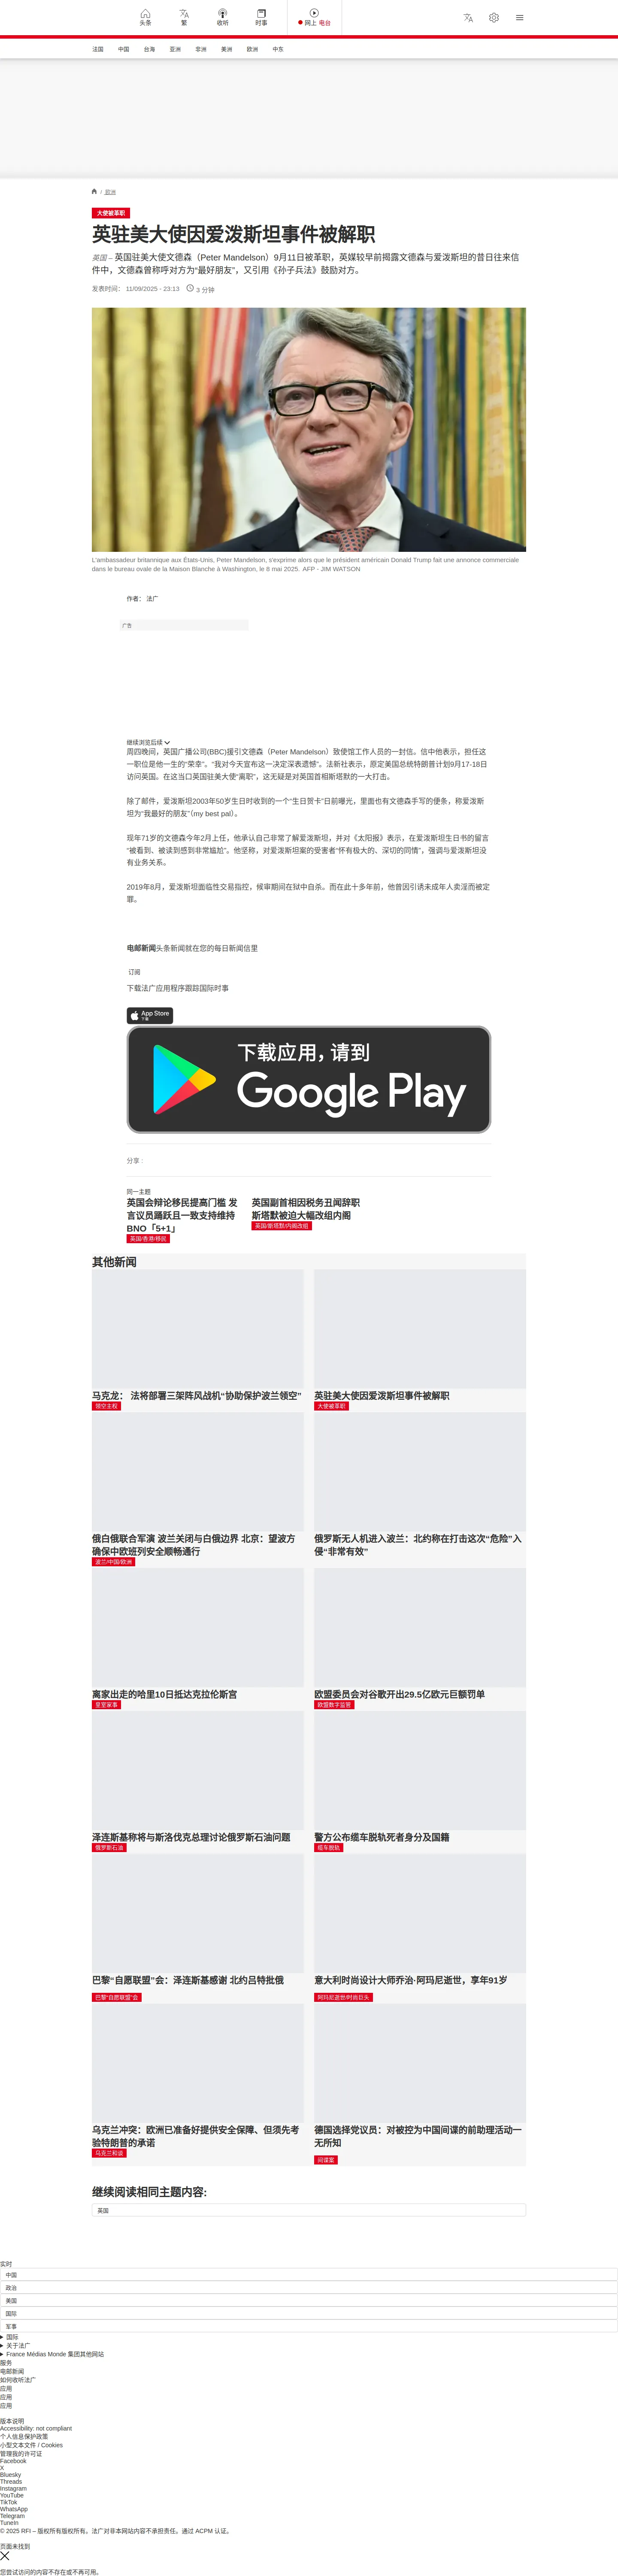 头条
繁
收听
时事
网上 电台
法国
中国
台海
亚洲
非洲
美洲
欧洲
中东
/ 欧洲
大使被革职
英驻美大使因爱泼斯坦事件被解职
英国 – 英国驻美大使文德森（Peter Mandelson）9月11日被革职，英媒较早前揭露文德森与爱泼斯坦的昔日往来信
件中，文德森曾称呼对方为“最好朋友”，又引用《孙子兵法》鼓励对方。
发表时间： 11/09/2025 - 23:13
3 分钟
L'ambassadeur britannique aux États-Unis, Peter Mandelson, s'exprime alors que le président américain Donald Trump fait une annonce commerciale
dans le bureau ovale de la Maison Blanche à Washington, le 8 mai 2025. AFP - JIM WATSON
作者： 法广
广告
继续浏览后续
周四晚间，英国广播公司(BBC)援引文德森（Peter Mandelson）致使馆工作人员的一封信。信中他表示，担任这
一职位是他一生的“荣幸”。“我对今天宣布这一决定深表遗憾”。法新社表示，原定美国总统特朗普计划9月17-18日
访问英国。在这当口英国驻美大使“离职”，这无疑是对英国首相斯塔默的一大打击。
除了邮件，爱泼斯坦2003年50岁生日时收到的一个“生日贺卡”日前曝光，里面也有文德森手写的便条，称爱泼斯
坦为“我最好的朋友”（my best pal）。
现年71岁的文德森今年2月上任，他承认自己非常了解爱泼斯坦，并对《太阳报》表示，在爱泼斯坦生日书的留言
“被看到、被读到感到非常尴尬”。他坚称，对爱泼斯坦案的受害者“怀有极大的、深切的同情”，强调与爱泼斯坦没
有业务关系。
2019年8月，爱泼斯坦面临性交易指控，候审期间在狱中自杀。而在此十多年前，他曾因引诱未成年人卖淫而被定
罪。
电邮新闻头条新闻就在您的每日新闻信里
订阅
下载法广应用程序跟踪国际时事
App Store
下载
下载应用，请到
Google Play
分享 :
同一主题
英国会辩论移民提高门槛 发
言议员踊跃且一致支持维持
BNO「5+1」
英国/香港/移民
英国副首相因税务丑闻辞职
斯塔默被迫大幅改组内阁
英国/斯塔默/内阁改组
其他新闻
马克龙： 法将部署三架阵风战机“协助保护波兰领空”
领空主权
英驻美大使因爱泼斯坦事件被解职
大使被革职
俄白俄联合军演 波兰关闭与白俄边界 北京：望波方
确保中欧班列安全顺畅通行
波兰/中国/欧洲
俄罗斯无人机进入波兰：北约称在打击这次“危险”入
侵“非常有效”
离家出走的哈里10日抵达克拉伦斯宫
皇室家事
欧盟委员会对谷歌开出29.5亿欧元巨额罚单
欧盟数字监管
泽连斯基称将与斯洛伐克总理讨论俄罗斯石油问题
俄罗斯石油
警方公布缆车脱轨死者身分及国籍
缆车脱轨
巴黎“自愿联盟”会：泽连斯基感谢 北约吕特批俄
巴黎“自愿联盟”会
意大利时尚设计大师乔治·阿玛尼逝世，享年91岁
阿玛尼逝世/时尚巨头
乌克兰冲突：欧洲已准备好提供安全保障、但须先考
验特朗普的承诺
乌克兰和谈
德国选择党议员：对被控为中国间谍的前助理活动一
无所知
间谍案
继续阅读相同主题内容:
英国
实时
中国
政治
美国
国际
军事
国际
关于法广
France Médias Monde 集团其他网站
服务
电邮新闻
如何收听法广
应用
应用
应用
版本说明
Accessibility: not compliant
个人信息保护政策
小型文本文件 / Cookies
管理我的许可证
Facebook
X
Bluesky
Threads
Instagram
YouTube
TikTok
WhatsApp
Telegram
TuneIn
© 2025 RFI – 版权所有版权所有。法广对非本网站内容不承担责任。通过 ACPM 认证。
页面未找到
您尝试访问的内容不存在或不再可用。